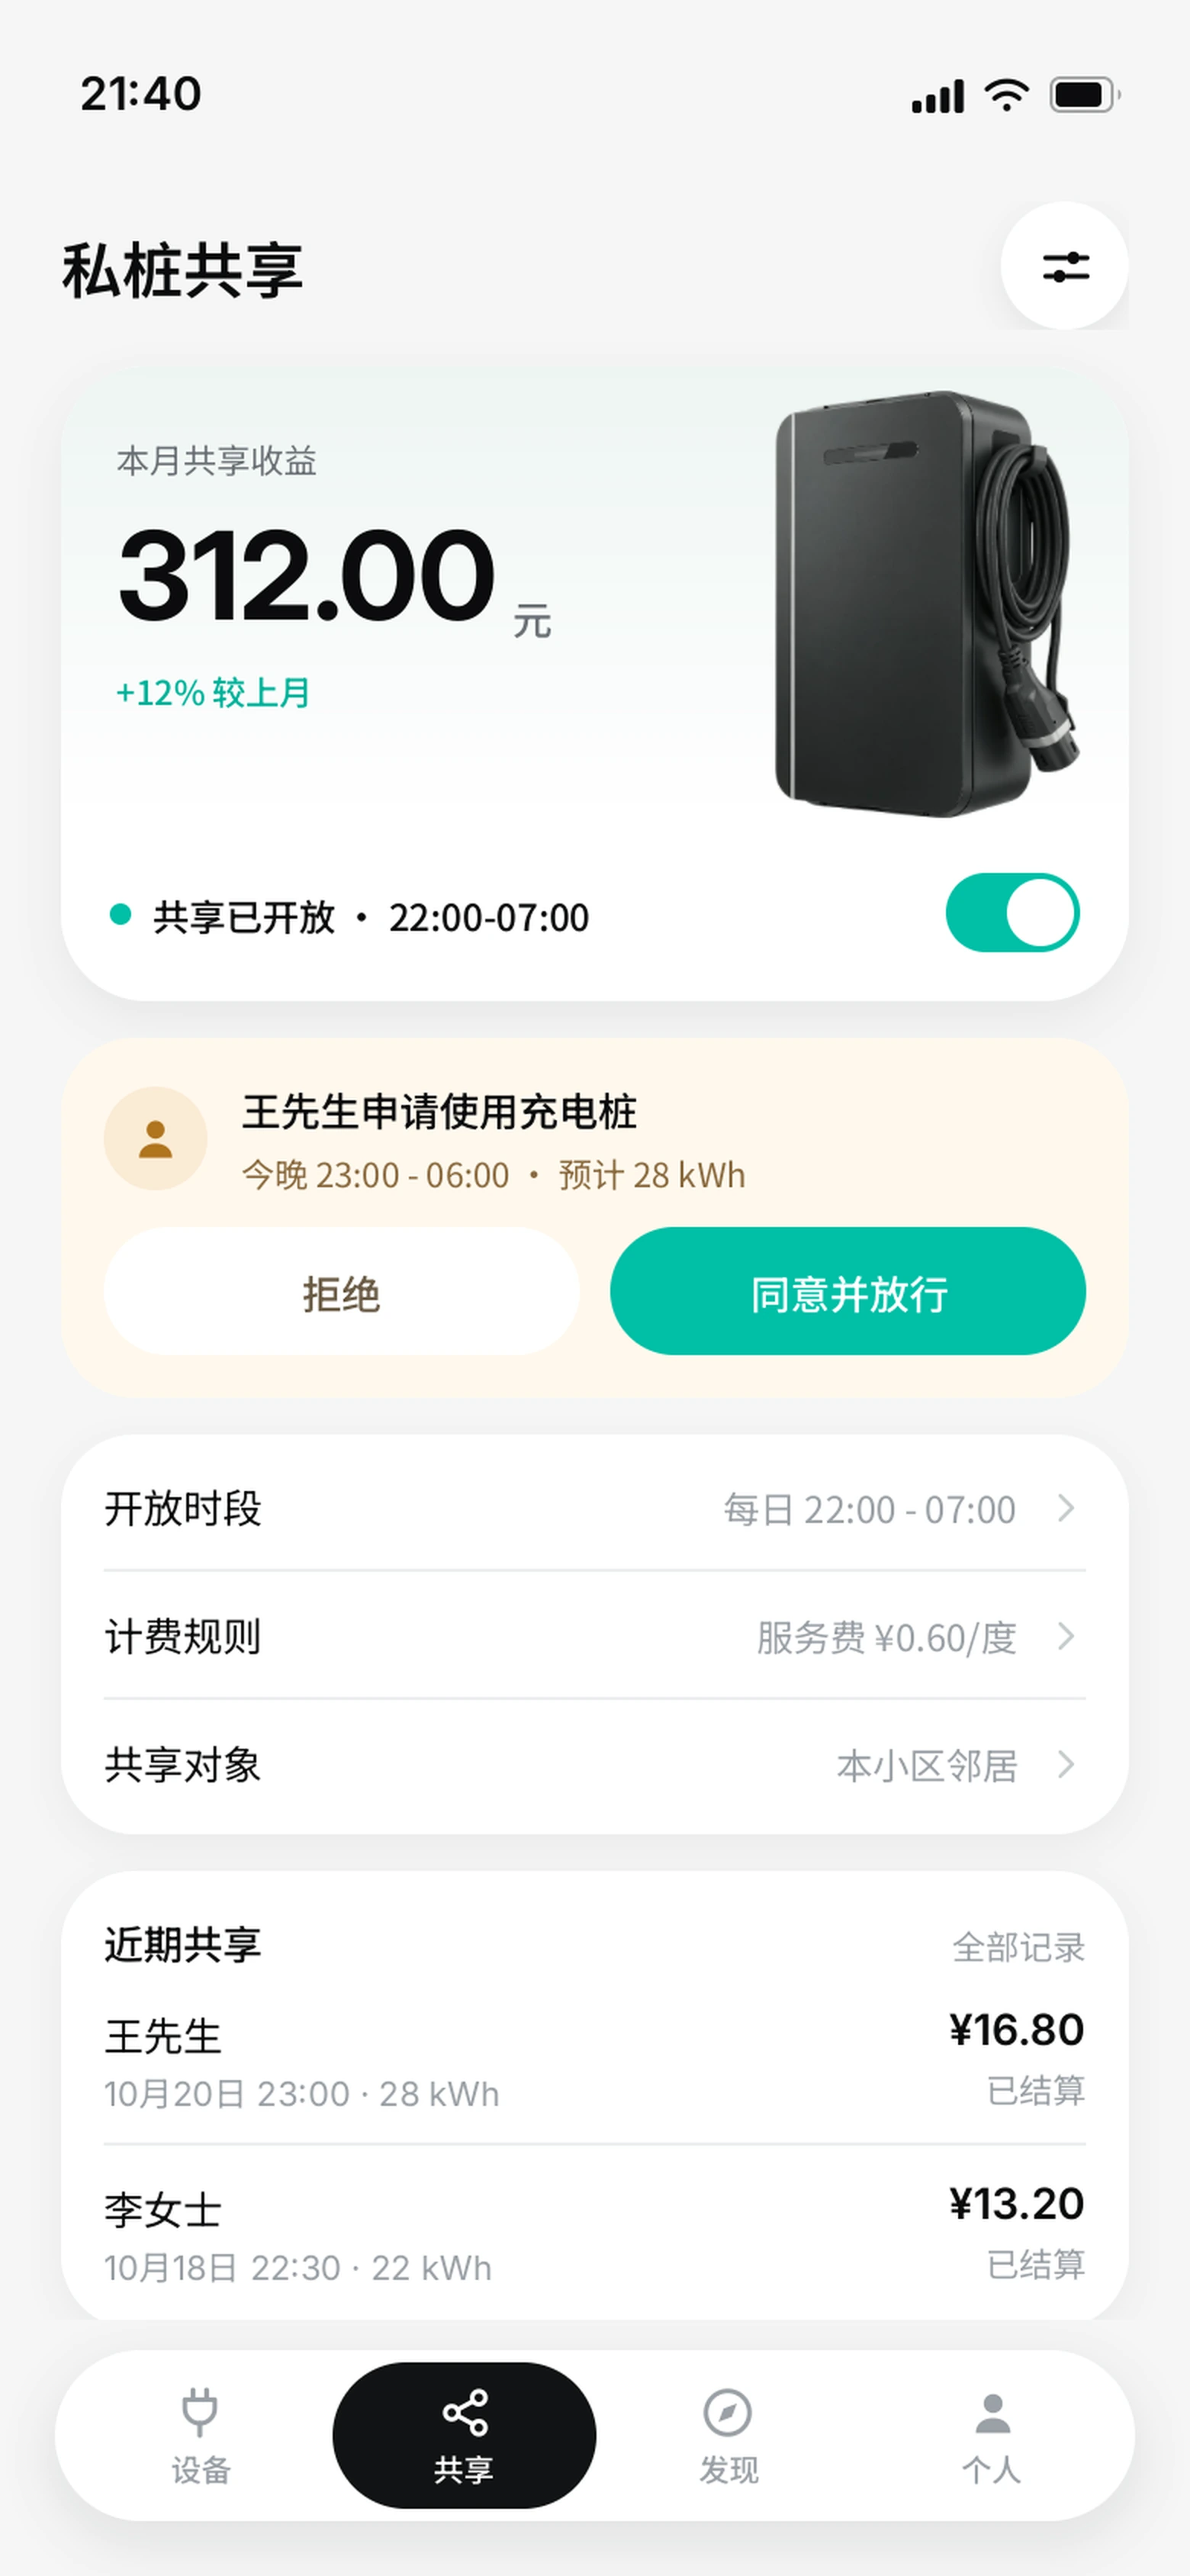 21:40
私桩共享
本月共享收益
312.00 元
+12% 较上月
共享已开放 • 22:00-07:00
王先生申请使用充电桩
今晚 23:00 - 06:00 • 预计 28 kWh
拒绝
同意并放行
开放时段
每日 22:00 - 07:00
计费规则
服务费 ¥0.60/度
共享对象
本小区邻居
近期共享
全部记录
王先生
¥16.80
10月20日 23:00 · 28 kWh
已结算
李女士
¥13.20
10月18日 22:30 · 22 kWh
已结算
设备
共享
发现
个人